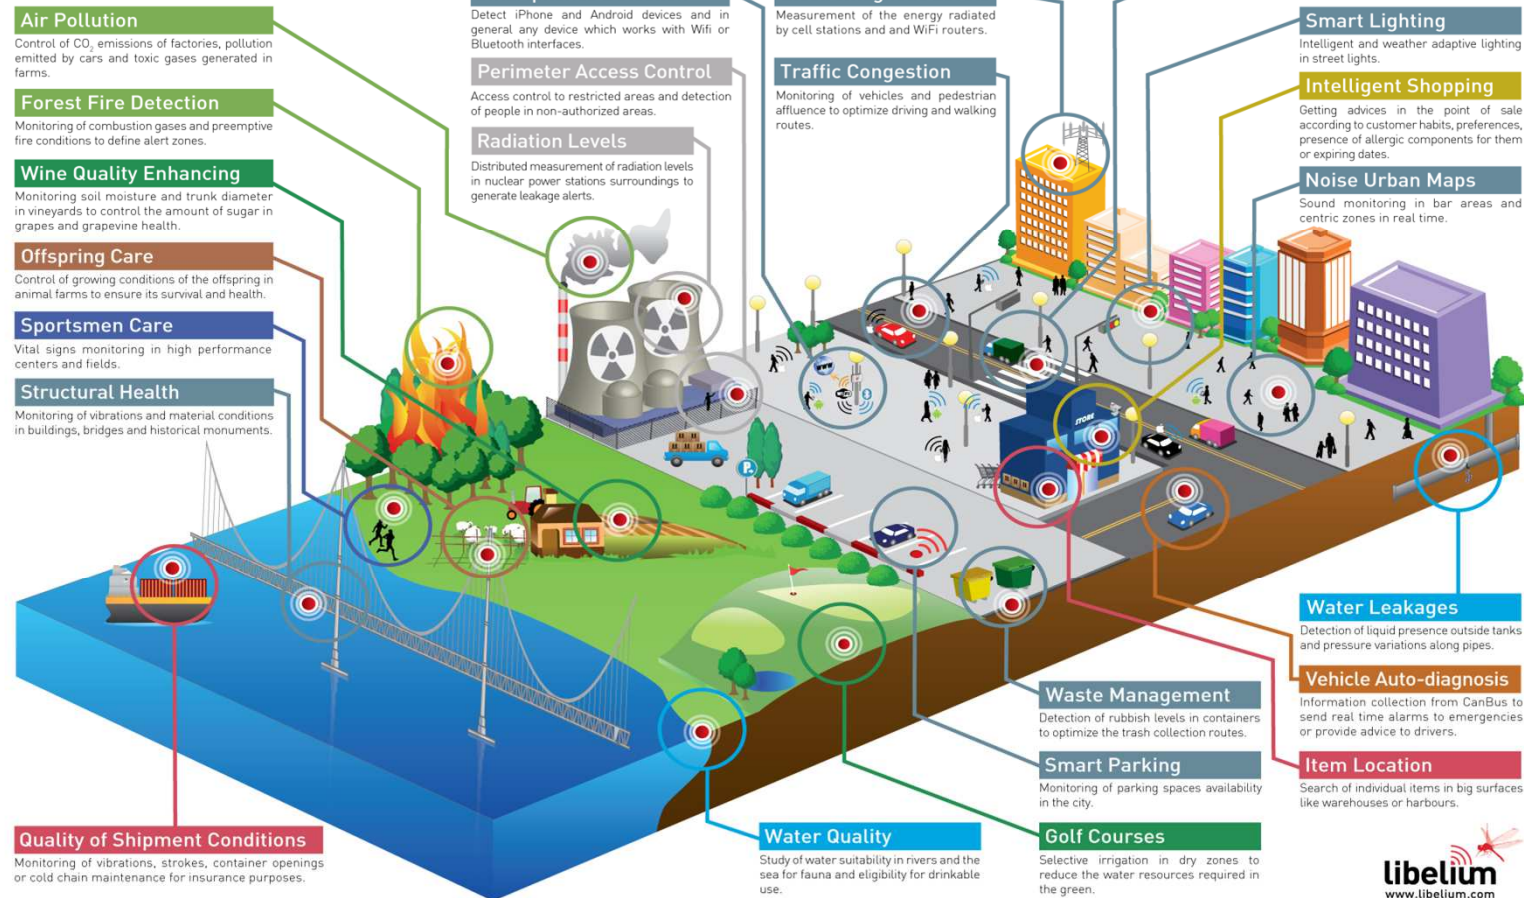 Air Pollution
Control of CO₂ emissions of factories, pollution
emitted by cars and toxic gases generated in
farms.
Forest Fire Detection
Monitoring of combustion gases and preemptive
fire conditions to define alert zones.
Wine Quality Enhancing
Monitoring soil moisture and trunk diameter
in vineyards to control the amount of sugar in
grapes and grapevine health.
Offspring Care
Control of growing conditions of the offspring in
animal farms to ensure its survival and health.
Sportsmen Care
Vital signs monitoring in high performance
centers and fields.
Structural Health
Monitoring of vibrations and material conditions
in buildings, bridges and historical monuments.
Quality of Shipment Conditions
Monitoring of vibrations, strokes, container openings
or cold chain maintenance for insurance purposes.
Detect iPhone and Android devices and in
general any device which works with Wifi or
Bluetooth interfaces.
Perimeter Access Control
Access control to restricted areas and detection
of people in non-authorized areas.
Radiation Levels
Distributed measurement of radiation levels
in nuclear power stations surroundings to
generate leakage alerts.
Measurement of the energy radiated
by cell stations and and WiFi routers.
Traffic Congestion
Monitoring of vehicles and pedestrian
affluence to optimize driving and walking
routes.
Smart Lighting
Intelligent and weather adaptive lighting
in street lights.
Intelligent Shopping
Getting advices in the point of sale
according to customer habits, preferences,
presence of allergic components for them
or expiring dates.
Noise Urban Maps
Sound monitoring in bar areas and
centric zones in real time.
WWW
STORE
P.
Water Leakages
Detection of liquid presence outside tanks
and pressure variations along pipes.
Vehicle Auto-diagnosis
Information collection from CanBus to
send real time alarms to emergencies
or provide advice to drivers.
Item Location
Search of individual items in big surfaces
like warehouses or harbours.
Waste Management
Detection of rubbish levels in containers
to optimize the trash collection routes.
Smart Parking
Monitoring of parking spaces availability
in the city.
Golf Courses
Selective irrigation in dry zones to
reduce the water resources required in
the green.
Water Quality
Study of water suitability in rivers and the
sea for fauna and eligibility for drinkable
use.
libelium
www.libelium.com